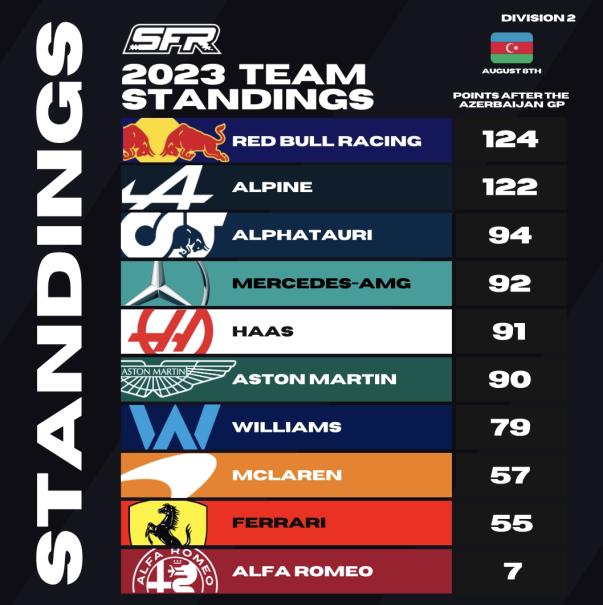 STANDINGS
DIVISION 2
SFR
AUGUST 8TH
2023 TEAM
STANDINGS
POINTS AFTER THE
AZERBAIJAN GP
RED BULL RACING 124
ALPINE 122
ALPHATAURI 94
MERCEDES-AMG 92
HAAS 91
ASTON MARTIN
ASTON MARTIN 90
WILLIAMS 79
MCLAREN 57
FERRARI 55
ALFA ROMEO
ALFA ROMEO 7